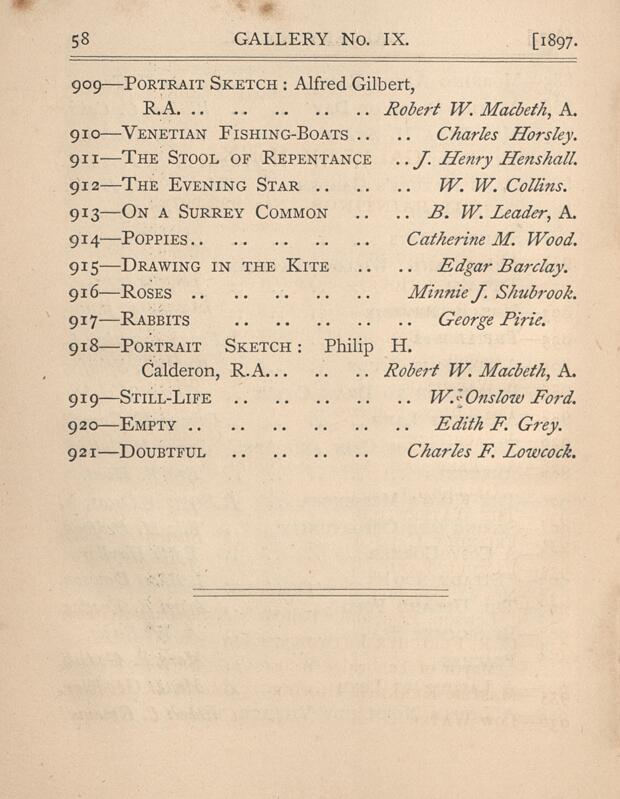 58 GALLERY No. IX. [1897.
909—PORTRAIT SKETCH: Alfred Gilbert,
R.A. .. .. .. .. .. Robert W. Macbeth, A.
910—VENETIAN FISHING-BOATS .. .. Charles Horsley.
911—THE STOOL OF REPENTANCE .. J. Henry Henshall.
912—THE EVENING STAR .. .. .. W. W. Collins.
913—ON A SURREY COMMON .. .. B. W. Leader, A.
914—POPPIES.. .. .. .. .. Catherine M. Wood.
915—DRAWING IN THE KITE .. .. Edgar Barclay.
916—ROSES .. .. .. .. .. Minnie J. Shubrook.
917—RABBITS .. .. .. .. .. George Pirie.
918—PORTRAIT SKETCH: Philip H.
Calderon, R.A... .. .. Robert W. Macbeth, A.
919—STILL-LIFE .. .. .. .. .. W. Onslow Ford.
920—EMPTY .. .. .. .. .. .. Edith F. Grey.
921—DOUBTFUL .. .. .. .. Charles F. Lowcock.